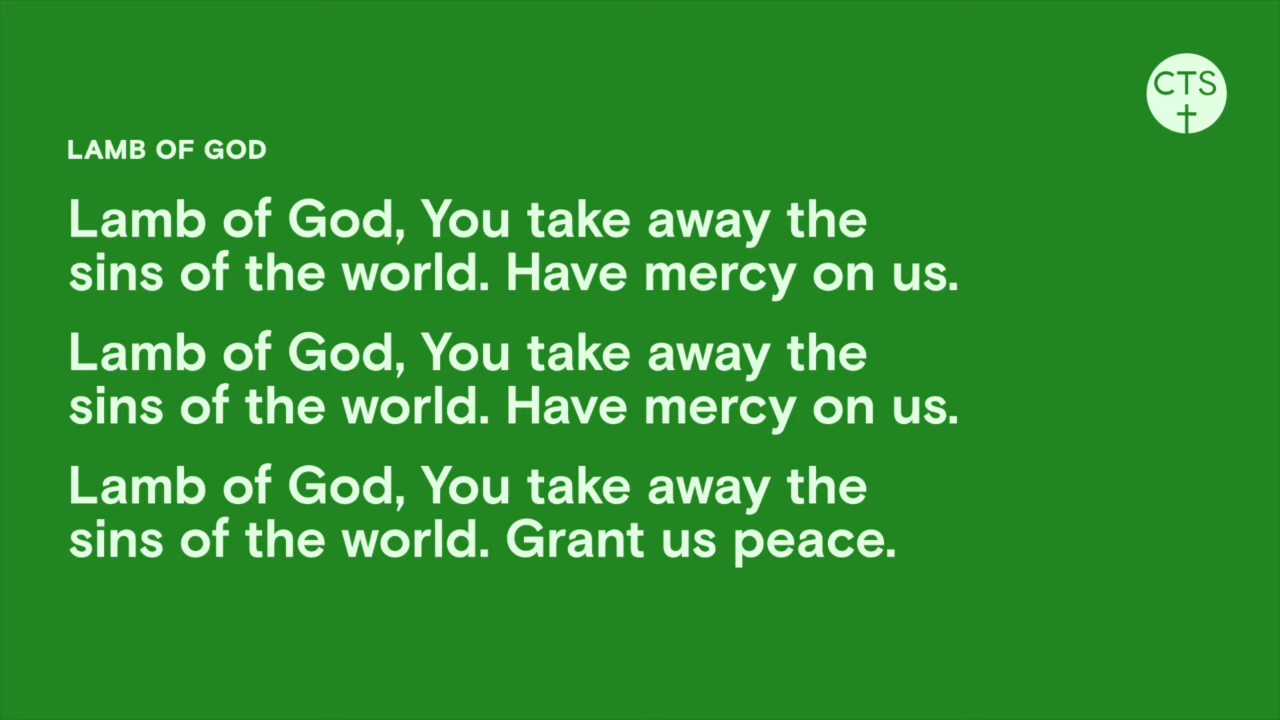 CTS
LAMB OF GOD
Lamb of God, You take away the
sins of the world. Have mercy on us.
Lamb of God, You take away the
sins of the world. Have mercy on us.
Lamb of God, You take away the
sins of the world. Grant us peace.